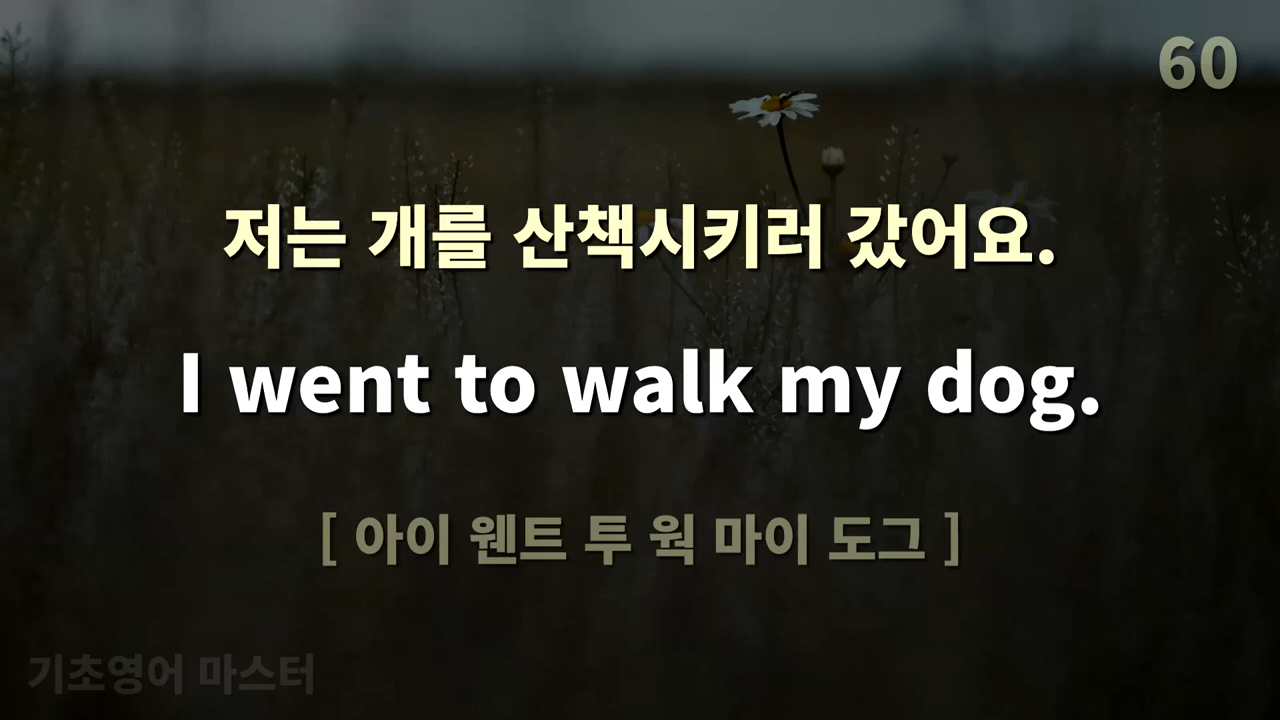 60
저는 개를 산책시키러 갔어요.
I went to walk my dog.
[ 아이 웬트 투 웍 마이 도그 ]
기초영어 마스터